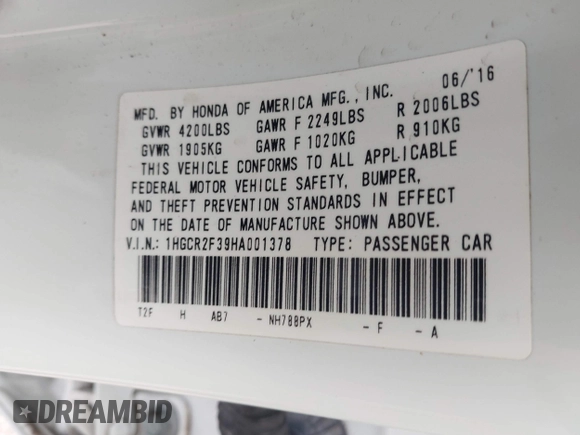 06/'16
MFD. BY HONDA OF AMERICA MFG., INC.
GVWR 4200LBS GAWR F 2249LBS R 2006LBS
GVWR 1905KG GAWR F 1020KG R 910KG
THIS VEHICLE CONFORMS TO ALL APPLICABLE
FEDERAL MOTOR VEHICLE SAFETY, BUMPER,
AND THEFT PREVENTION STANDARDS IN EFFECT
ON THE DATE OF MANUFACTURE SHOWN ABOVE.
V.I.N.: 1HGCR2F39HA001378 TYPE: PASSENGER CAR
T2F H AB7 - NH788PX - F - A
DREAMBID